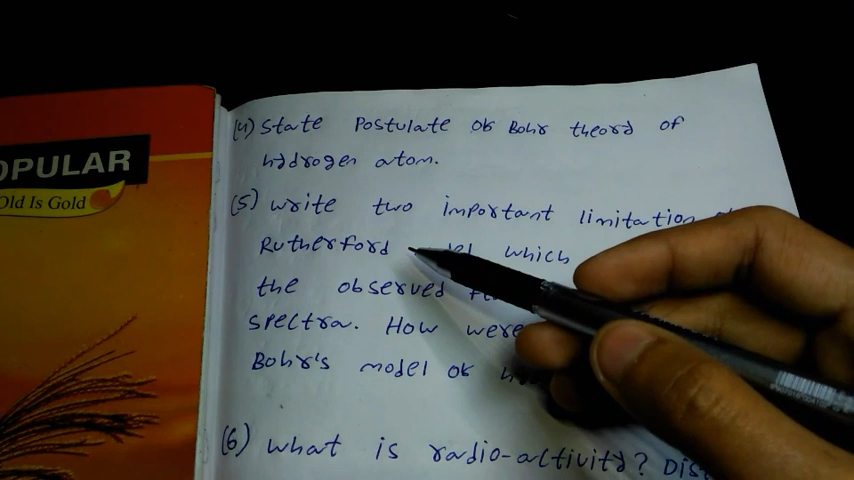 OPULAR
Old Is Gold
(4) State Postulate of Bohr theory of
hydrogen atom.
(5) write two important limitation
Rutherford which
the observed
spectra. How were
Bohr's model of
(6) What is radio-activity?